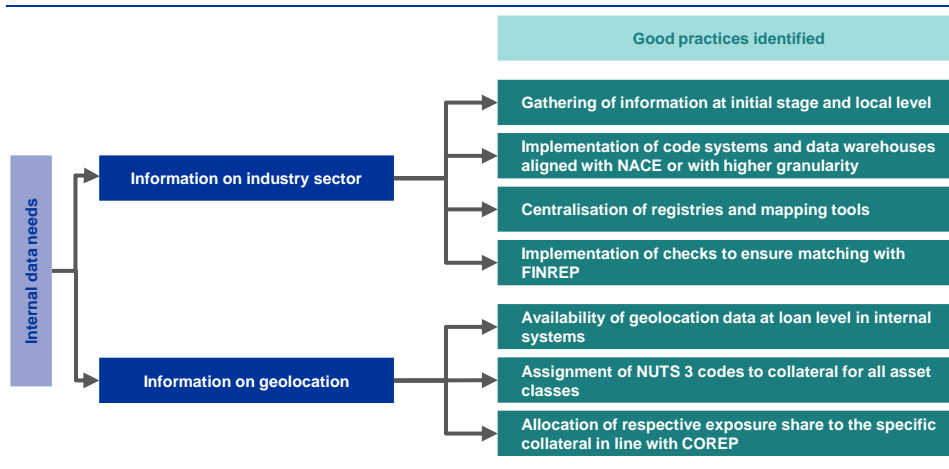 Good practices identified
Internal data needs
Information on industry sector
Gathering of information at initial stage and local level
Implementation of code systems and data warehouses
aligned with NACE or with higher granularity
Centralisation of registries and mapping tools
Implementation of checks to ensure matching with
FINREP
Information on geolocation
Availability of geolocation data at loan level in internal
systems
Assignment of NUTS 3 codes to collateral for all asset
classes
Allocation of respective exposure share to the specific
collateral in line with COREP